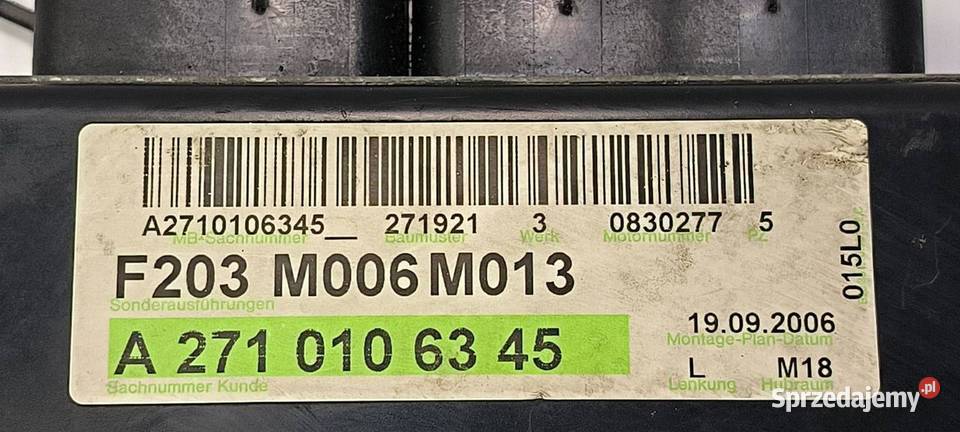 A2710106345__ 271921 3 0830277 5
MB-Sachnummer Baumuster Werk Motornummer PZ
F203 M006 M013
Sonderausführungen
015L0
A 271 010 63 45
Sachnummer Kunde
19.09.2006
Montage-Plan-Datum
L M18
Lenkung Hubraum
Sprzedajemy.pl